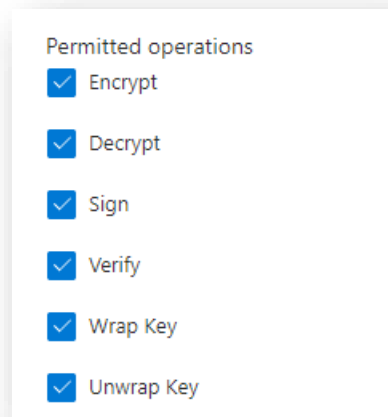 Permitted operations
Encrypt
Decrypt
Sign
Verify
Wrap Key
Unwrap Key